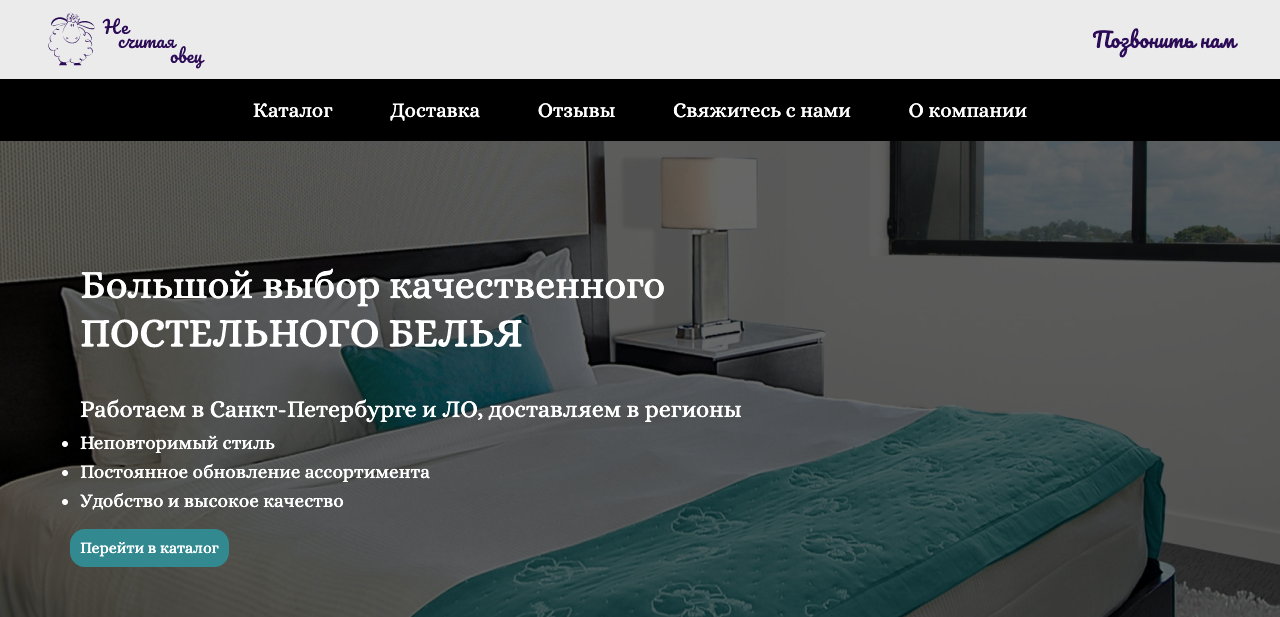 Не
считая
овец
Позвонить нам
Каталог Доставка Отзывы Свяжитесь с нами О компании
Большой выбор качественного
ПОСТЕЛЬНОГО БЕЛЬЯ
Работаем в Санкт-Петербурге и ЛО, доставляем в регионы
Неповторимый стиль
Постоянное обновление ассортимента
Удобство и высокое качество
Перейти в каталог